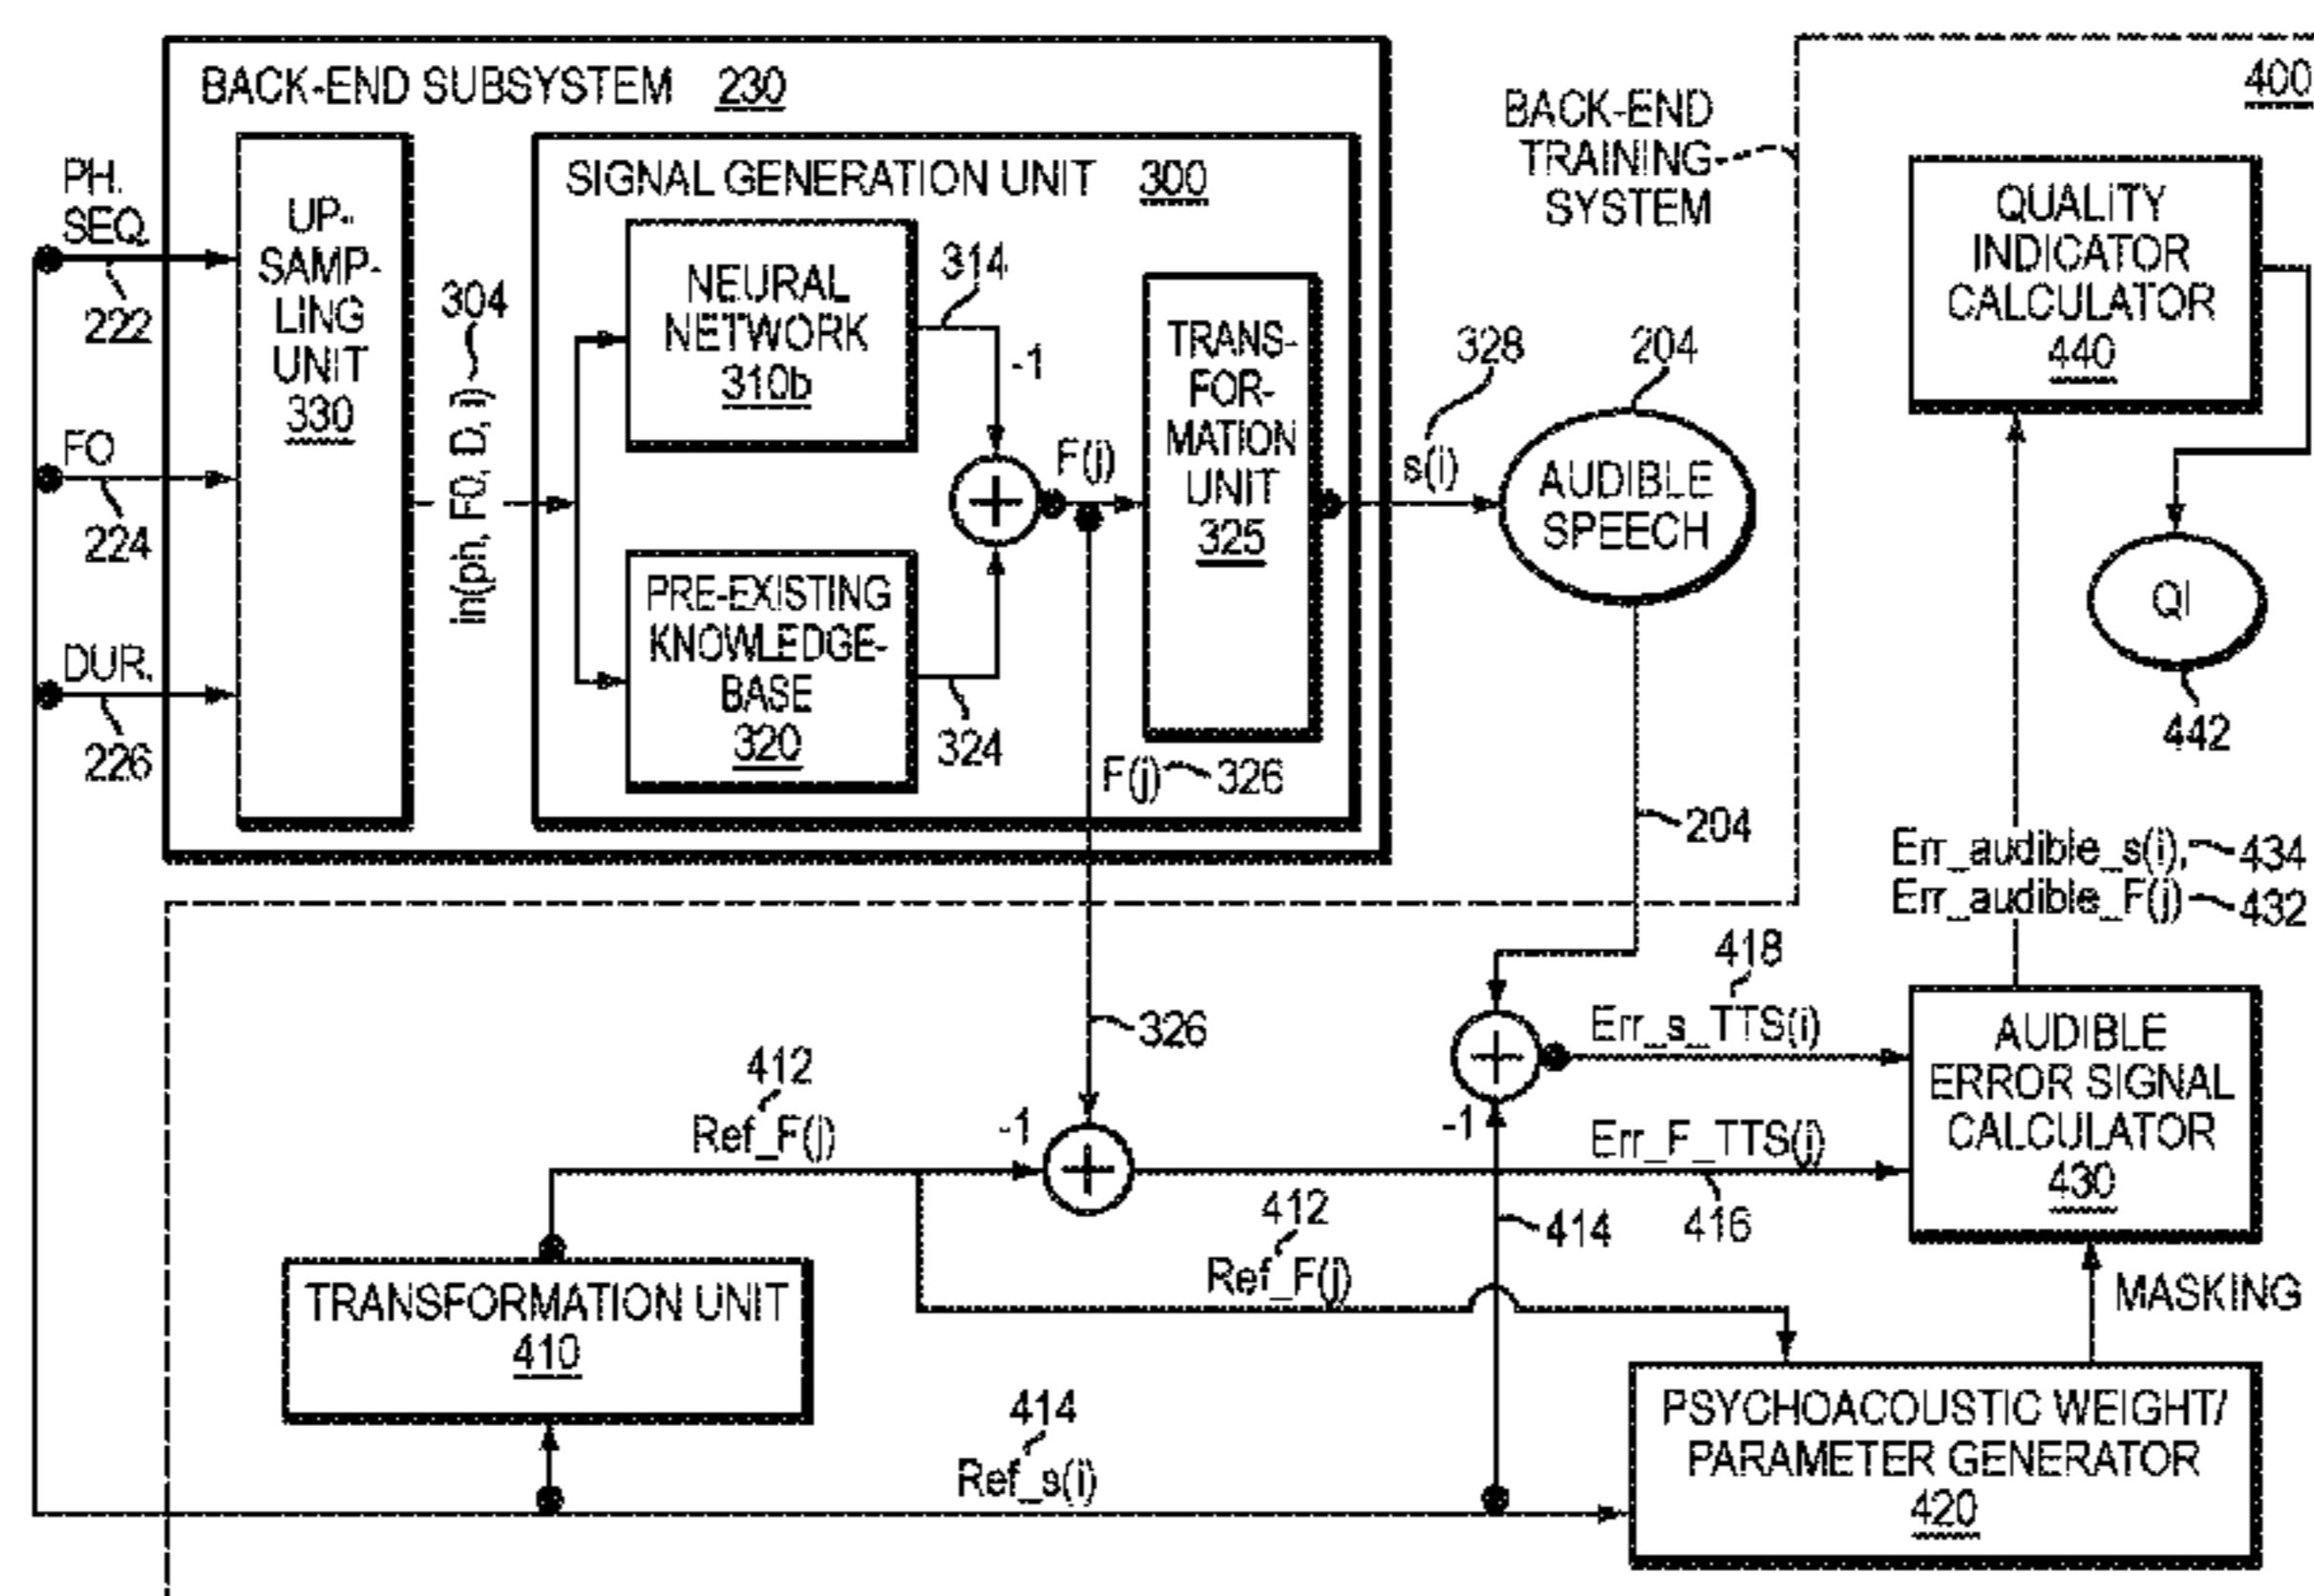 BACK-END SUBSYSTEM 230
BACK-END
TRAINING
SYSTEM
400
PH.
SEQ.
222
FO
224
DUR.
226
UP-
SAMP-
LING
UNIT
330
304
in(ph, F0, D, i)
SIGNAL GENERATION UNIT 300
NEURAL
NETWORK
310b
314
-1
PRE-EXISTING
KNOWLEDGE-
BASE
320
324
F(j)
F(j) 326
TRANS-
FOR-
MATION
UNIT
325
328
s(i)
204
AUDIBLE
SPEECH
204
QUALITY
INDICATOR
CALCULATOR
440
QI
442
Err_audible_s(i), 434
Err_audible_F(j) 432
326
418
Err_s_TTS(i)
-1
412
Ref_F(j)
-1
Err_F_TTS(j)
416
414
412
Ref_F(j)
AUDIBLE
ERROR SIGNAL
CALCULATOR
430
MASKING
TRANSFORMATION UNIT
410
414
Ref_s(i)
PSYCHOACOUSTIC WEIGHT/
PARAMETER GENERATOR
420